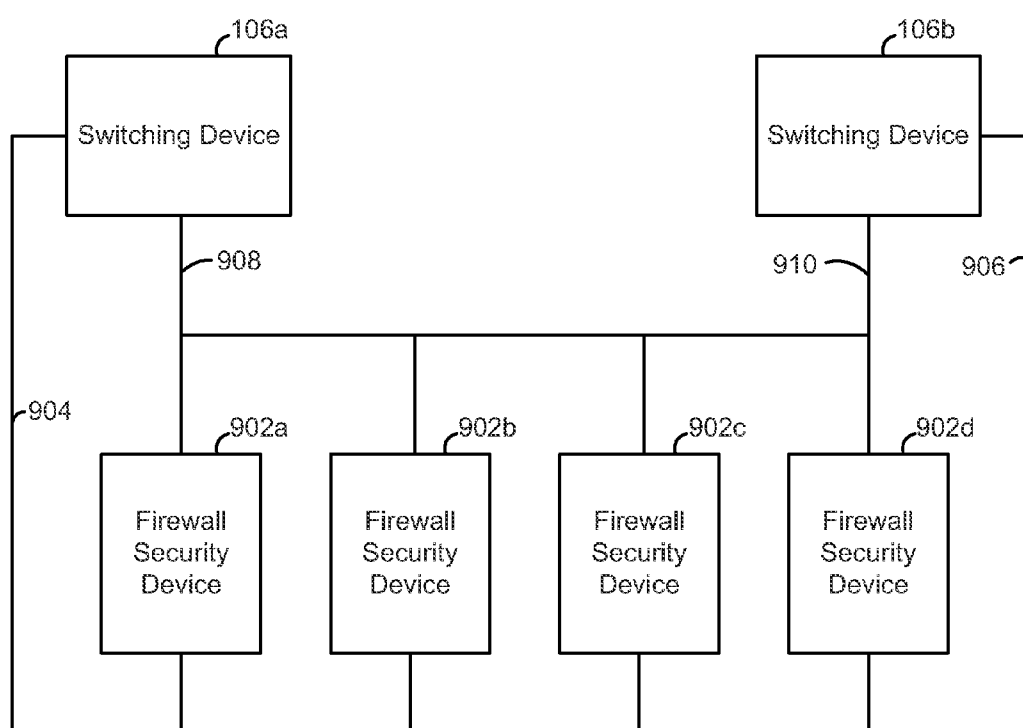 106a
106b
Switching Device
Switching Device
908
910
906
904
902a
902b
902c
902d
Firewall
Security
Device
Firewall
Security
Device
Firewall
Security
Device
Firewall
Security
Device